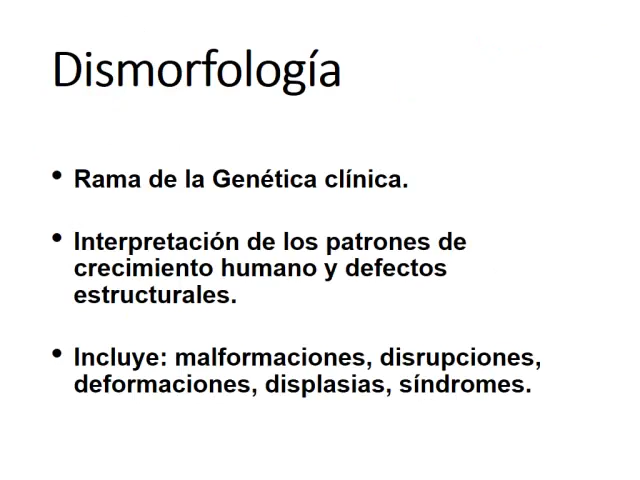 Dismorfología
• Rama de la Genética clínica.
• Interpretación de los patrones de
crecimiento humano y defectos
estructurales.
• Incluye: malformaciones, disrupciones,
deformaciones, displasias, síndromes.